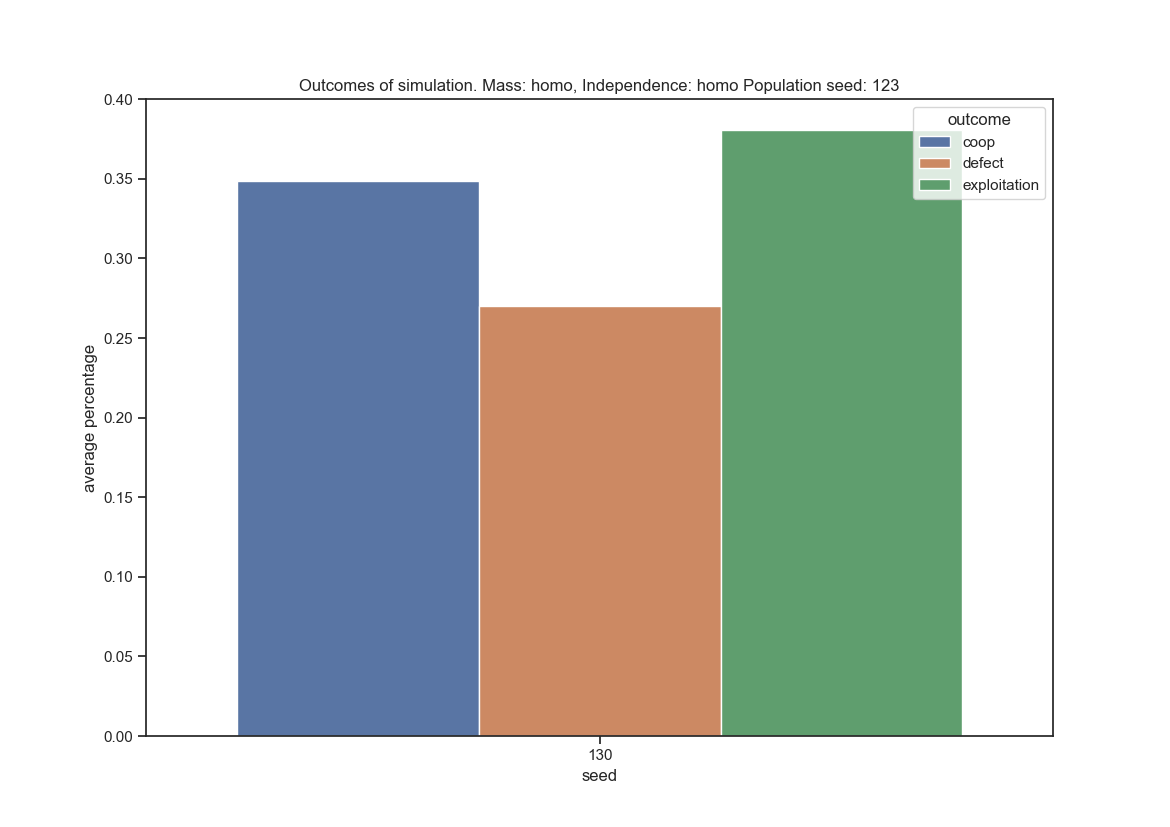 Outcomes of simulation. Mass: homo, Independence: homo Population seed: 123
0.40
0.35
0.30
0.25
0.20
0.15
0.10
0.05
0.00
average percentage
outcome
coop
defect
exploitation
130
seed